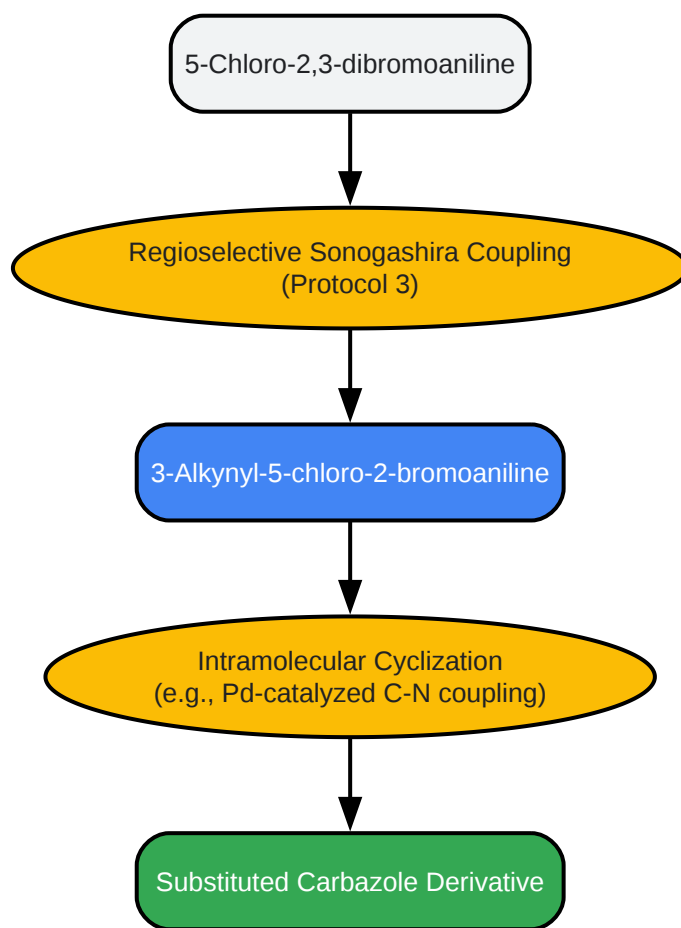 5-Chloro-2,3-dibromoaniline
Regioselective Sonogashira Coupling
(Protocol 3)
3-Alkynyl-5-chloro-2-bromoaniline
Intramolecular Cyclization
(e.g., Pd-catalyzed C-N coupling)
Substituted Carbazole Derivative